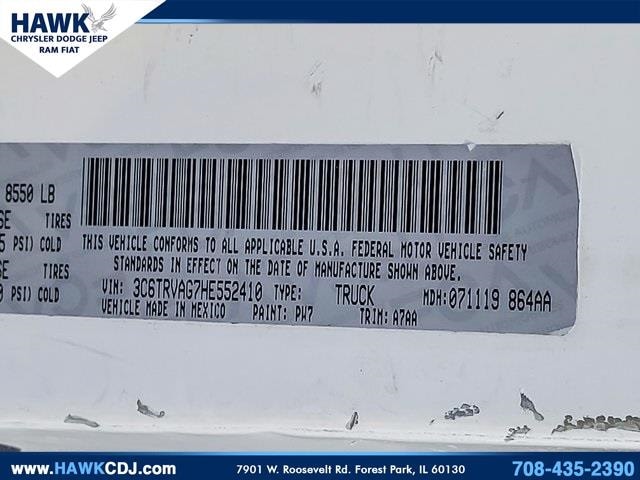 HAWK
CHRYSLER DODGE JEEP
RAM FIAT
8550 LB
TIRES
PSI) COLD
TIRES
PSI) COLD
THIS VEHICLE CONFORMS TO ALL APPLICABLE U.S.A. FEDERAL MOTOR VEHICLE SAFETY
STANDARDS IN EFFECT ON THE DATE OF MANUFACTURE SHOWN ABOVE.
VIN: 3C6TRVAG7HE552410 TYPE: TRUCK MDH:071119 864AA
VEHICLE MADE IN MEXICO PAINT: PW7 TRIM: A7AA
www.HAWKCDJ.com 7901 W. Roosevelt Rd. Forest Park, IL 60130 708-435-2390